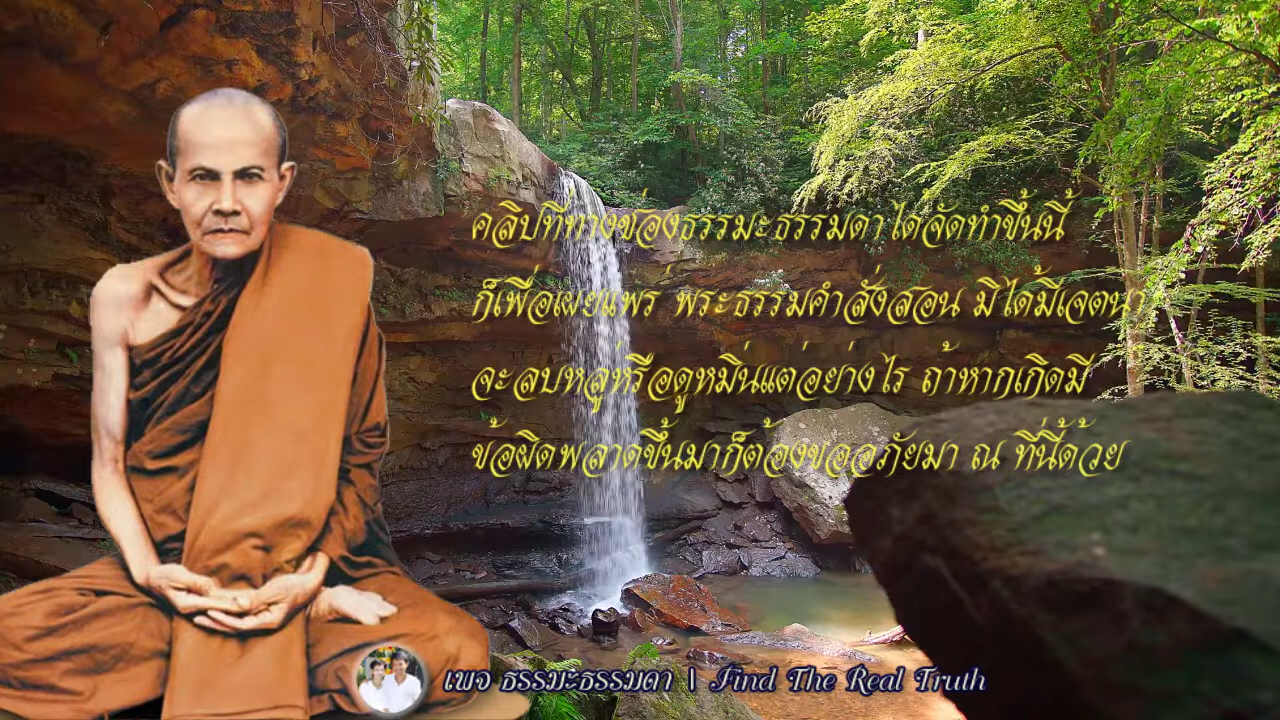 คลิปที่ทางช่องธรรมะธรรมดาได้จัดทำขึ้นนี้
ก็เพื่อเผยแพร่ พระธรรมคำสั่งสอน มิได้มีเจตนา
จะลบหลู่หรือดูหมิ่นแต่อย่างไร ถ้าหากเกิดมี
ข้อผิดพลาดขึ้นมาก็ต้องขออภัยมา ณ ที่นี้ด้วย
เพจ ธรรมะธรรมดา | Find The Real Truth